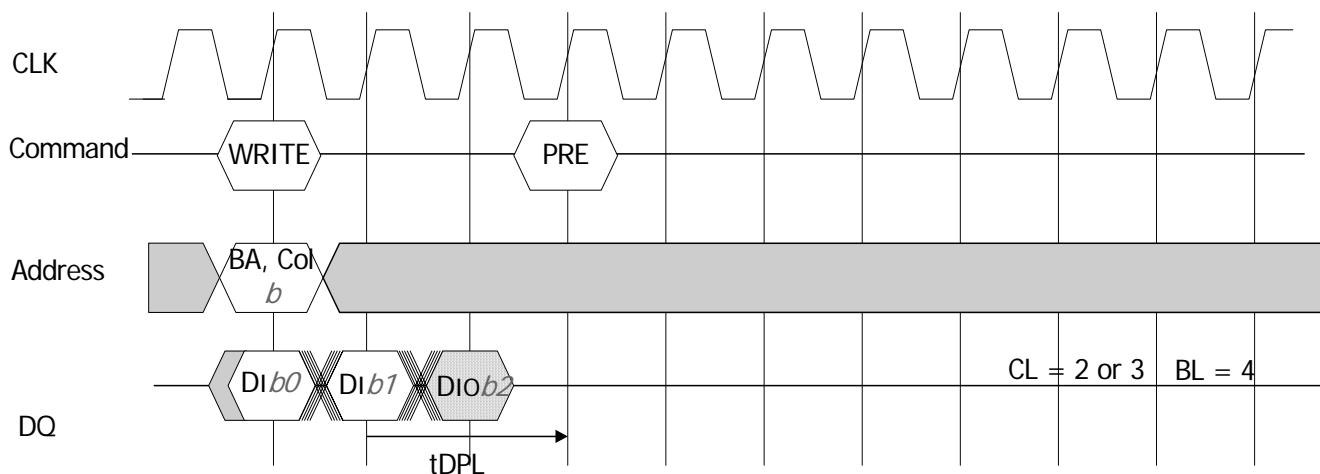 CLK
Command
WRITE
PRE
Address
BA, Col
b
DIb0
DIb1
DIOb2
CL = 2 or 3 BL = 4
DQ
tDPL